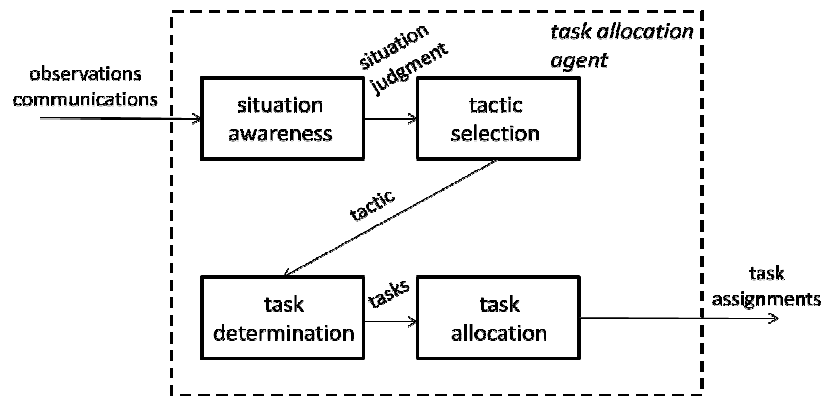 task allocation
agent
observations
communications
situation
awareness
situation
judgment
tactic
selection
tactic
task
determination
tasks
task
allocation
task
assignments